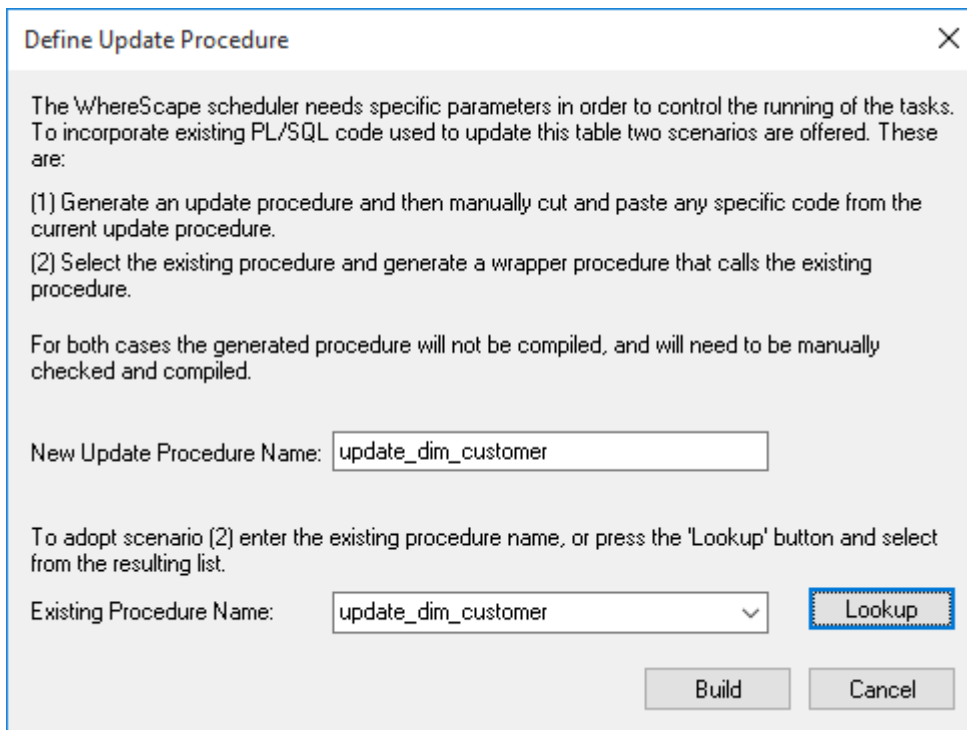 Define Update Procedure
The WhereScape scheduler needs specific parameters in order to control the running of the tasks.
To incorporate existing PL/SQL code used to update this table two scenarios are offered. These
are:
(1) Generate an update procedure and then manually cut and paste any specific code from the
current update procedure.
(2) Select the existing procedure and generate a wrapper procedure that calls the existing
procedure.
For both cases the generated procedure will not be compiled, and will need to be manually
checked and compiled.
New Update Procedure Name: update_dim_customer
To adopt scenario (2) enter the existing procedure name, or press the 'Lookup' button and select
from the resulting list.
Existing Procedure Name: update_dim_customer Lookup
Build Cancel